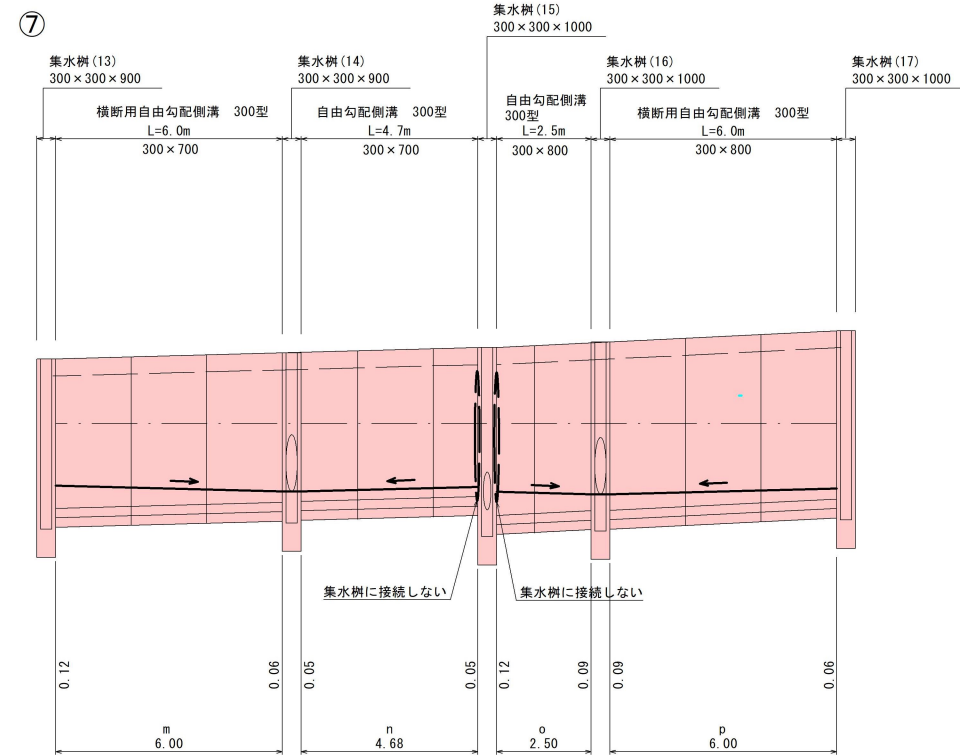 ⑦
集水桝(13)
300×300×900
集水桝(14)
300×300×900
集水桝(15)
300×300×1000
集水桝(16)
300×300×1000
集水桝(17)
300×300×1000
横断用自由勾配側溝 300型
L=6.0m
300×700
自由勾配側溝 300型
L=4.7m
300×700
自由勾配側溝
300型
L=2.5m
300×800
横断用自由勾配側溝 300型
L=6.0m
300×800
集水桝に接続しない
集水桝に接続しない
0.12
0.06
0.05
0.05
0.12
0.09
0.09
0.06
m
6.00
n
4.68
o
2.50
p
6.00